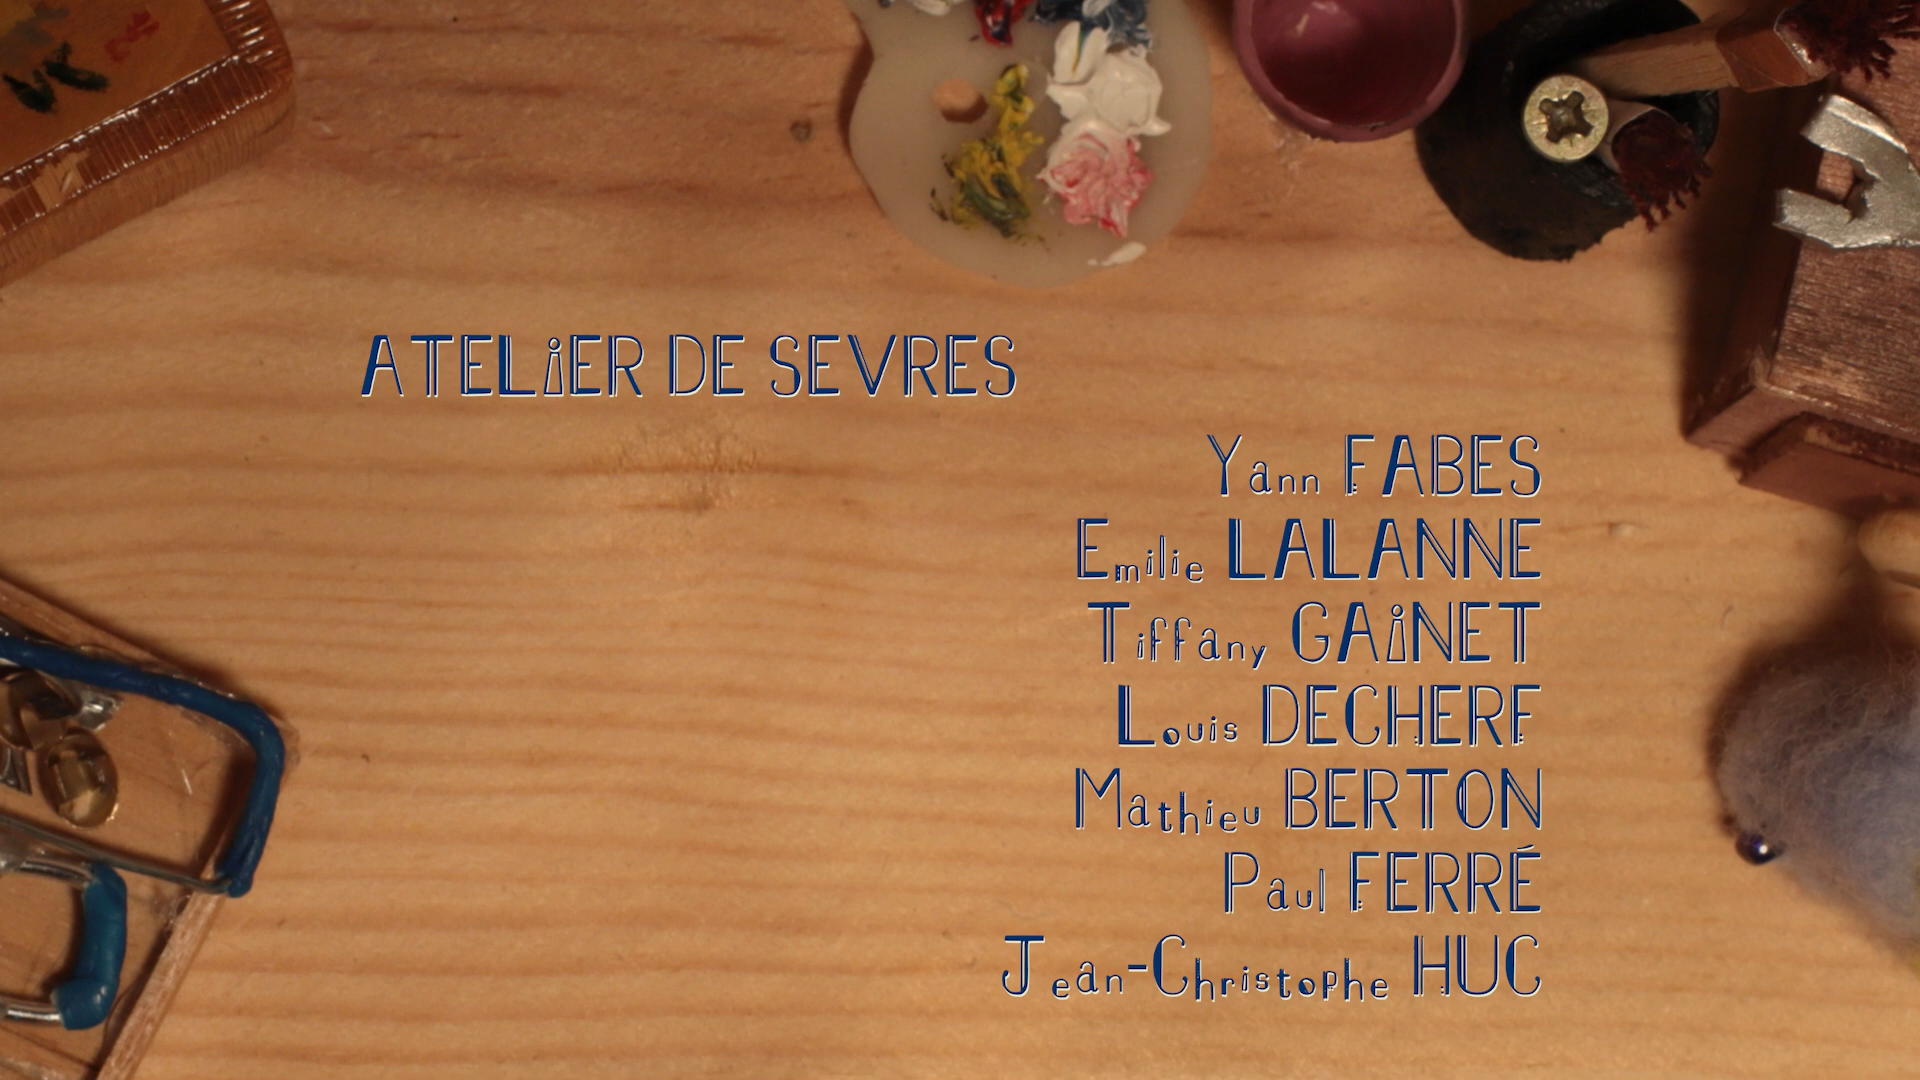 ATELiER DE SEVRES
Yann FABES
Emilie LALANNE
Tiffany GAiNET
Louis DECHERF
Mathieu BERTON
Paul FERRÉ
Jean-Christophe HUC